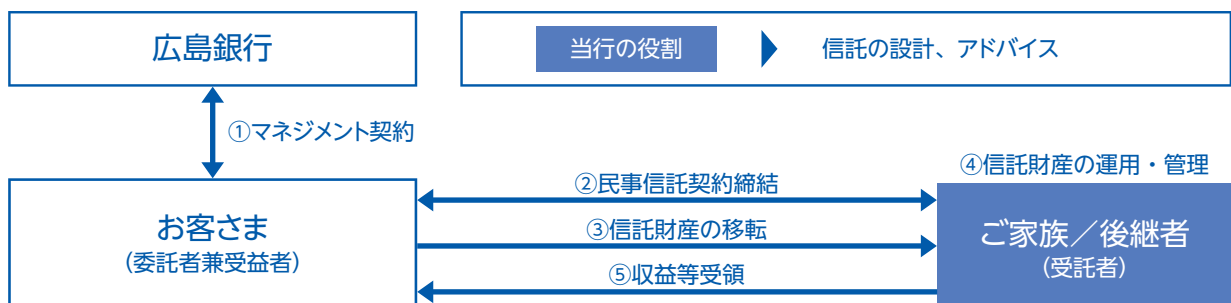 広島銀行
当行の役割
信託の設計、アドバイス
①マネジメント契約
④信託財産の運用・管理
②民事信託契約締結
お客さま
(委託者兼受益者)
③信託財産の移転
ご家族／後継者
(受託者)
⑤収益等受領